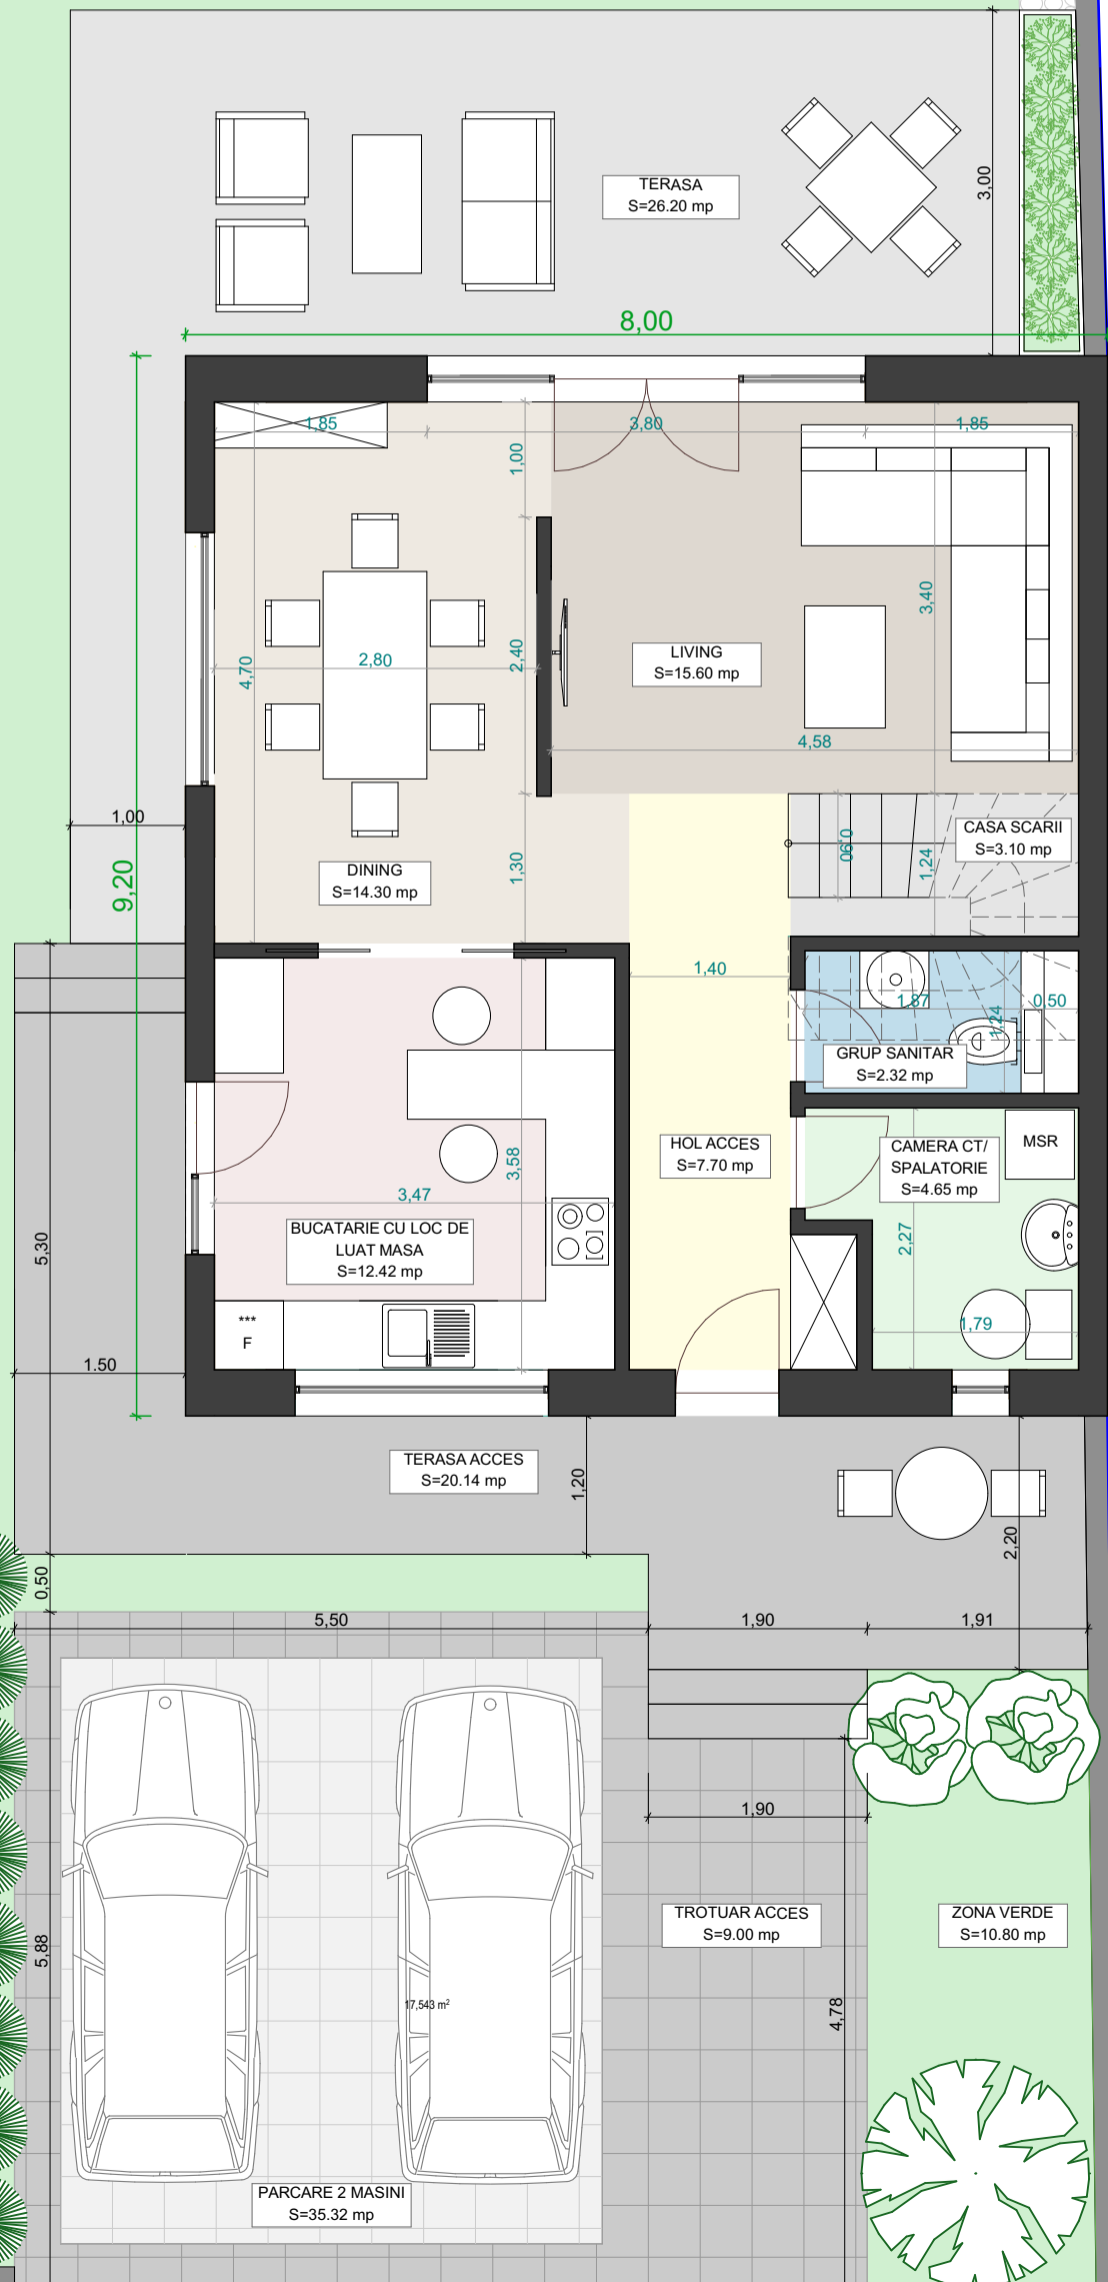 3,00
TERASA
S=26.20 mp
8,00
1,85
3,80
1,85
1,00
3,40
4,70
2,80
2,40
LIVING
S=15.60 mp
4,58
1,00
9,20
DINING
S=14.30 mp
1,30
0,90
1,24
CASA SCARII
S=3.10 mp
1,40
1,87
0,50
1,24
GRUP SANITAR
S=2.32 mp
HOL ACCES
S=7.70 mp
CAMERA CT/
SPALATORIE
S=4.65 mp
MSR
3,58
3,47
BUCATARIE CU LOC DE
LUAT MASA
S=12.42 mp
2,27
5,30
***
F
1,79
1.50
TERASA ACCES
S=20.14 mp
1,20
2,20
0,50
5,50
1,90
1,91
1,90
TROTUAR ACCES
S=9.00 mp
ZONA VERDE
S=10.80 mp
5,88
17,543 m²
4,78
PARCARE 2 MASINI
S=35.32 mp